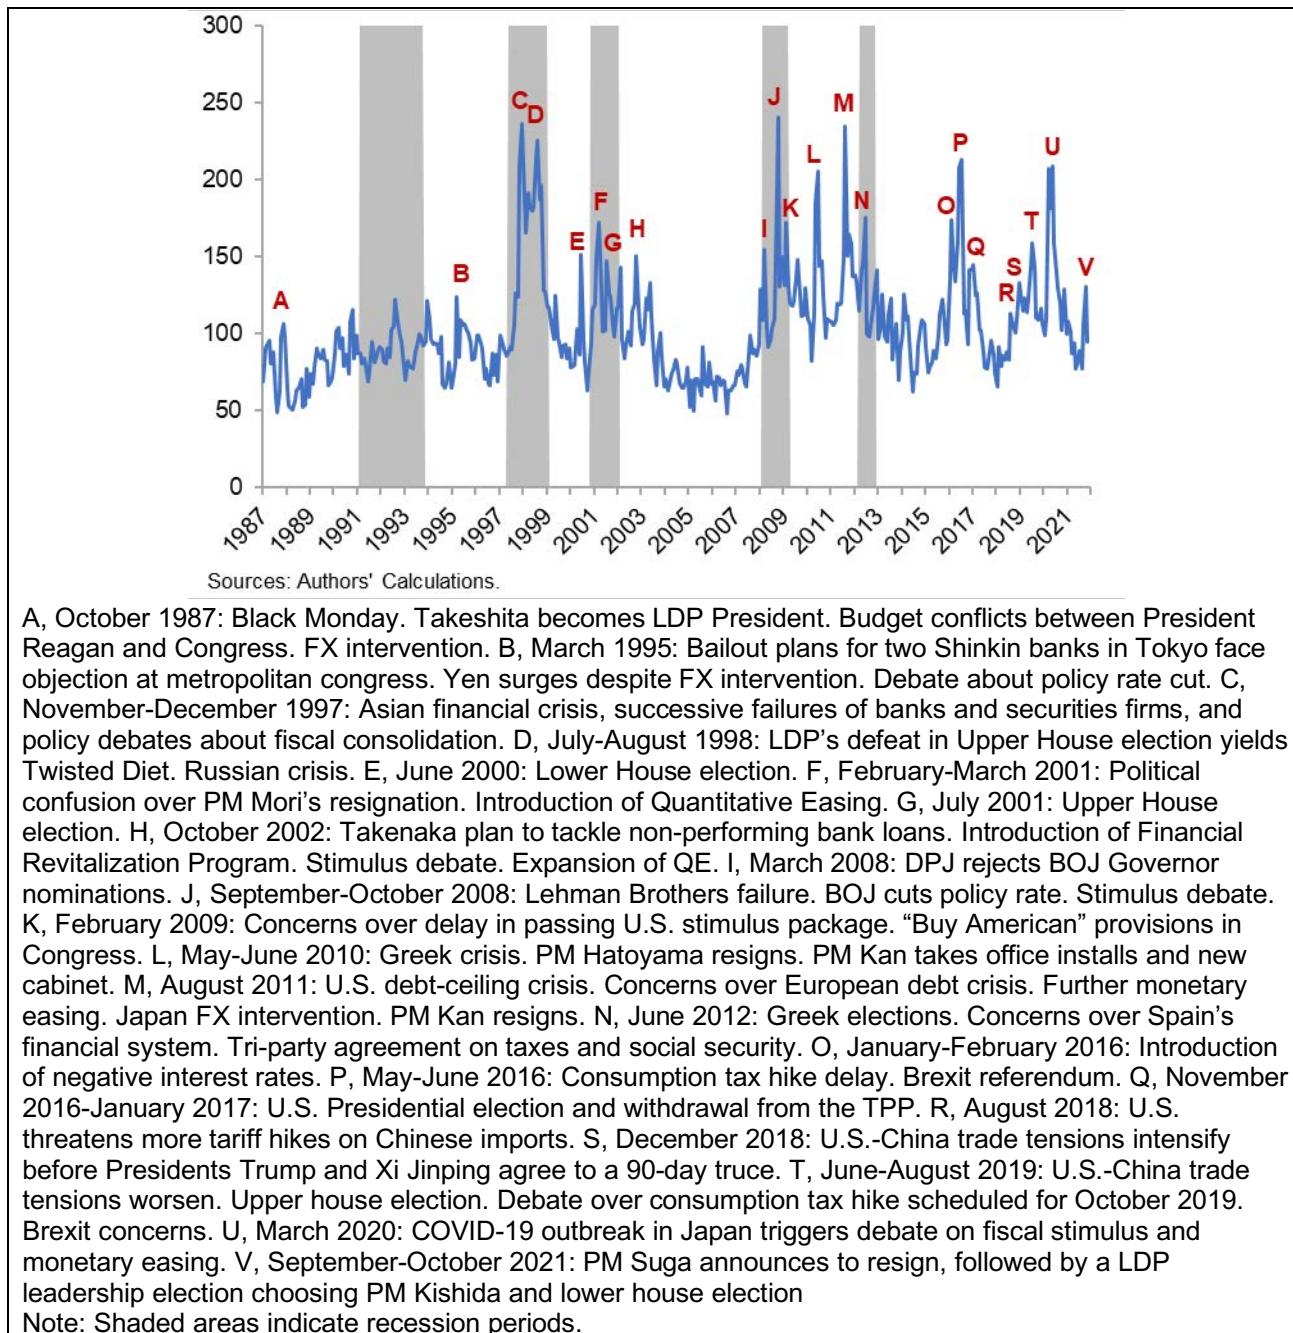 300
250
200
150
100
50
0
A
B
C
D
E
F
G
H
I
J
K
L
M
N
O
P
Q
R
S
T
U
V
1987
1989
1991
1993
1995
1997
1999
2001
2003
2005
2007
2009
2011
2013
2015
2017
2019
2021
Sources: Authors' Calculations.
A, October 1987: Black Monday. Takeshita becomes LDP President. Budget conflicts between President
Reagan and Congress. FX intervention. B, March 1995: Bailout plans for two Shinkin banks in Tokyo face
objection at metropolitan congress. Yen surges despite FX intervention. Debate about policy rate cut. C,
November-December 1997: Asian financial crisis, successive failures of banks and securities firms, and
policy debates about fiscal consolidation. D, July-August 1998: LDP’s defeat in Upper House election yields
Twisted Diet. Russian crisis. E, June 2000: Lower House election. F, February-March 2001: Political
confusion over PM Mori’s resignation. Introduction of Quantitative Easing. G, July 2001: Upper House
election. H, October 2002: Takenaka plan to tackle non-performing bank loans. Introduction of Financial
Revitalization Program. Stimulus debate. Expansion of QE. I, March 2008: DPJ rejects BOJ Governor
nominations. J, September-October 2008: Lehman Brothers failure. BOJ cuts policy rate. Stimulus debate.
K, February 2009: Concerns over delay in passing U.S. stimulus package. “Buy American” provisions in
Congress. L, May-June 2010: Greek crisis. PM Hatoyama resigns. PM Kan takes office installs and new
cabinet. M, August 2011: U.S. debt-ceiling crisis. Concerns over European debt crisis. Further monetary
easing. Japan FX intervention. PM Kan resigns. N, June 2012: Greek elections. Concerns over Spain’s
financial system. Tri-party agreement on taxes and social security. O, January-February 2016: Introduction
of negative interest rates. P, May-June 2016: Consumption tax hike delay. Brexit referendum. Q, November
2016-January 2017: U.S. Presidential election and withdrawal from the TPP. R, August 2018: U.S.
threatens more tariff hikes on Chinese imports. S, December 2018: U.S.-China trade tensions intensify
before Presidents Trump and Xi Jinping agree to a 90-day truce. T, June-August 2019: U.S.-China trade
tensions worsen. Upper house election. Debate over consumption tax hike scheduled for October 2019.
Brexit concerns. U, March 2020: COVID-19 outbreak in Japan triggers debate on fiscal stimulus and
monetary easing. V, September-October 2021: PM Suga announces to resign, followed by a LDP
leadership election choosing PM Kishida and lower house election
Note: Shaded areas indicate recession periods.